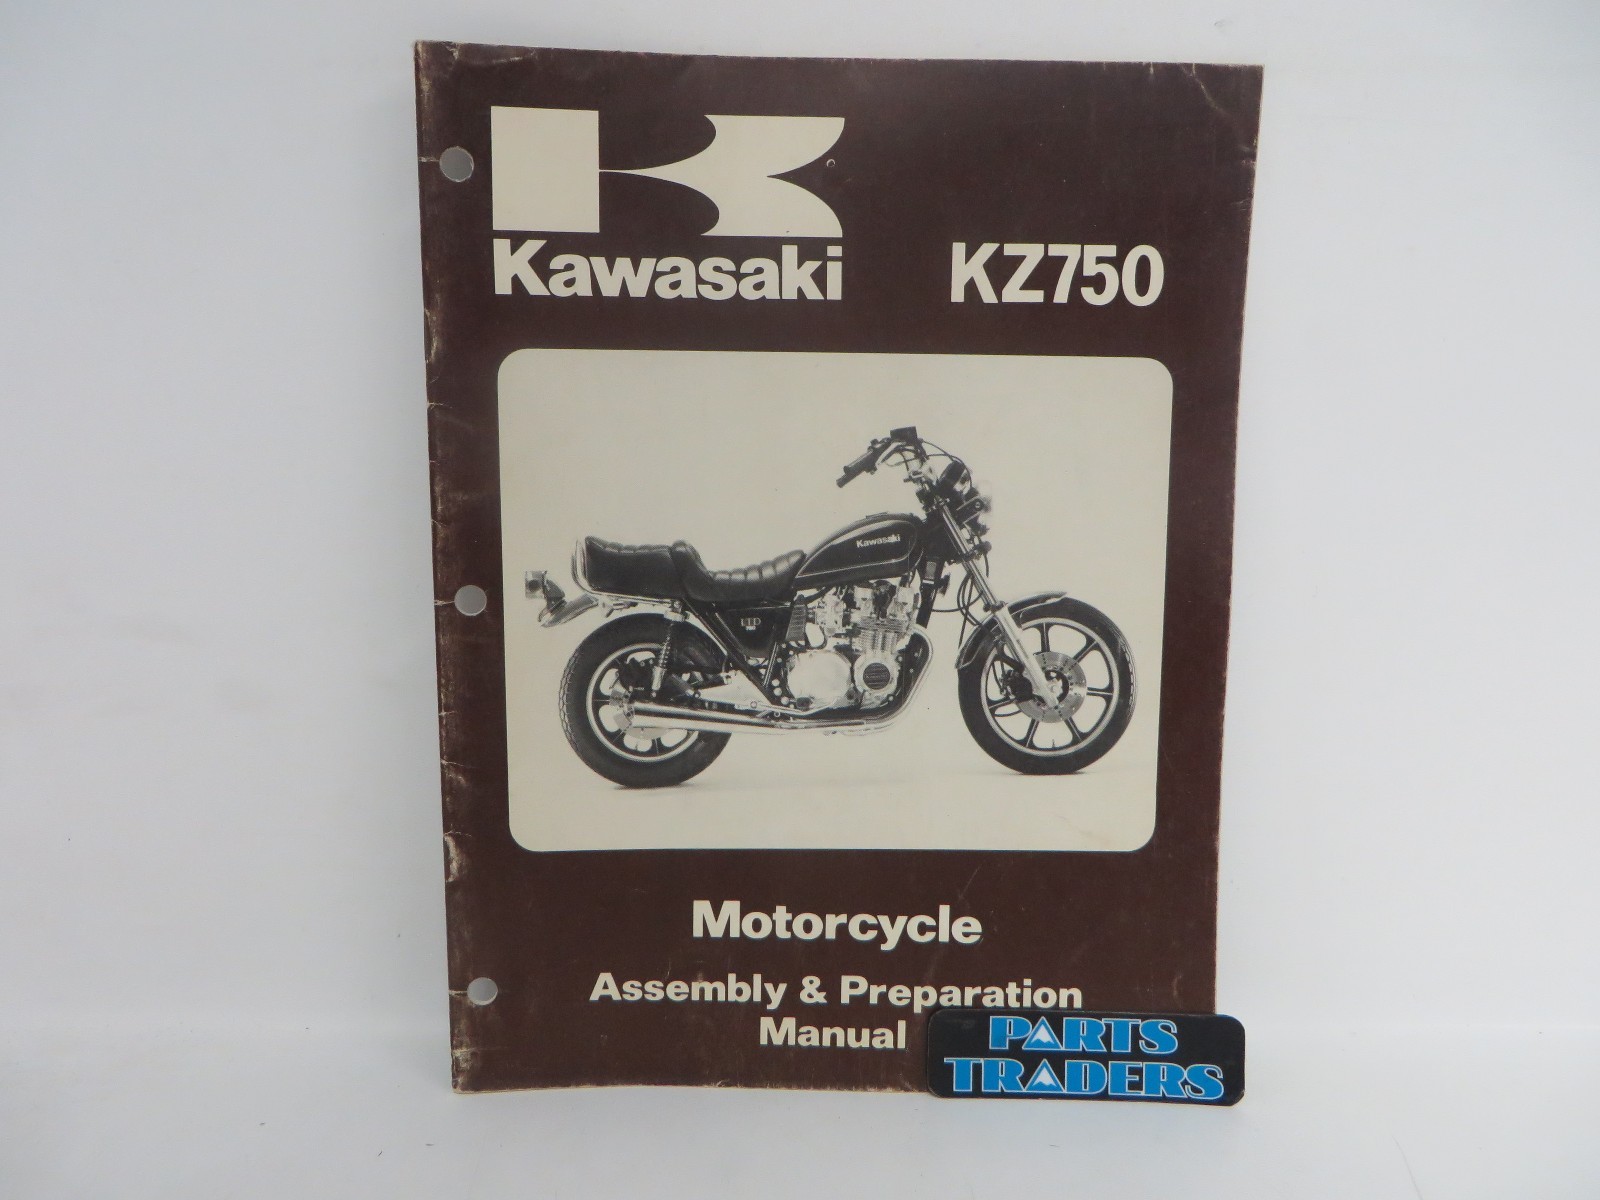 Kawasaki
KZ750
Kawasaki
LTD
Motorcycle
Assembly & Preparation
Manual
PARTS
TRADERS